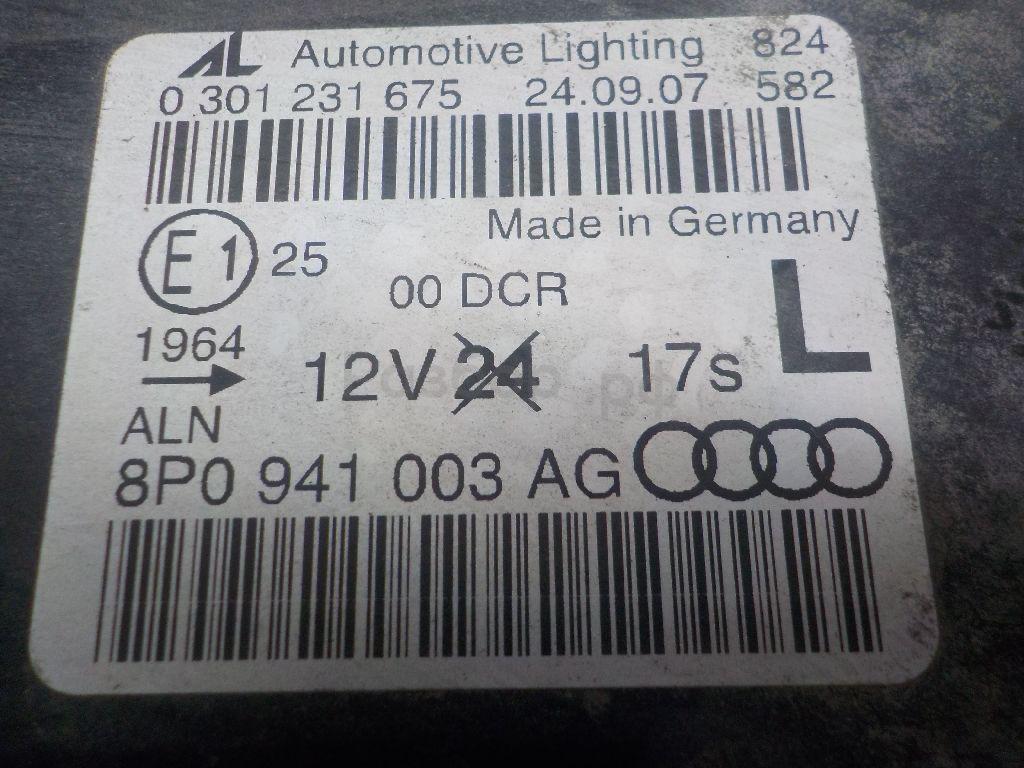 AL Automotive Lighting 824
0 301 231 675 24.09.07 582
Made in Germany
E1 25
00 DCR
L
1964
12V 24 17s
ALN
8P0 941 003 AG